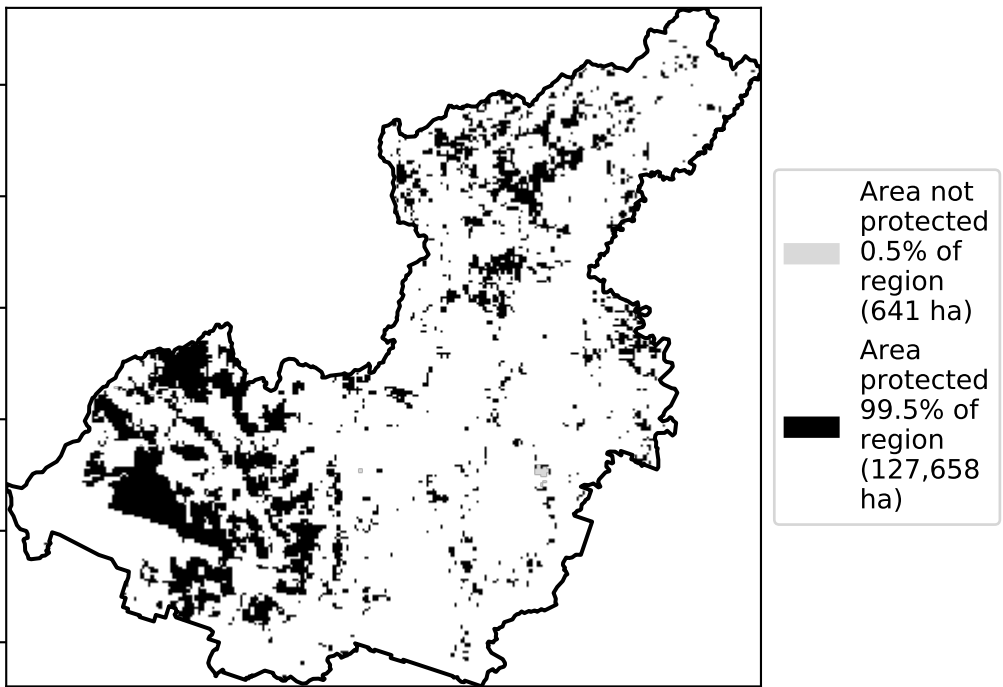 Area not
protected
0.5% of
region
(641 ha)
Area
protected
99.5% of
region
(127,658
ha)